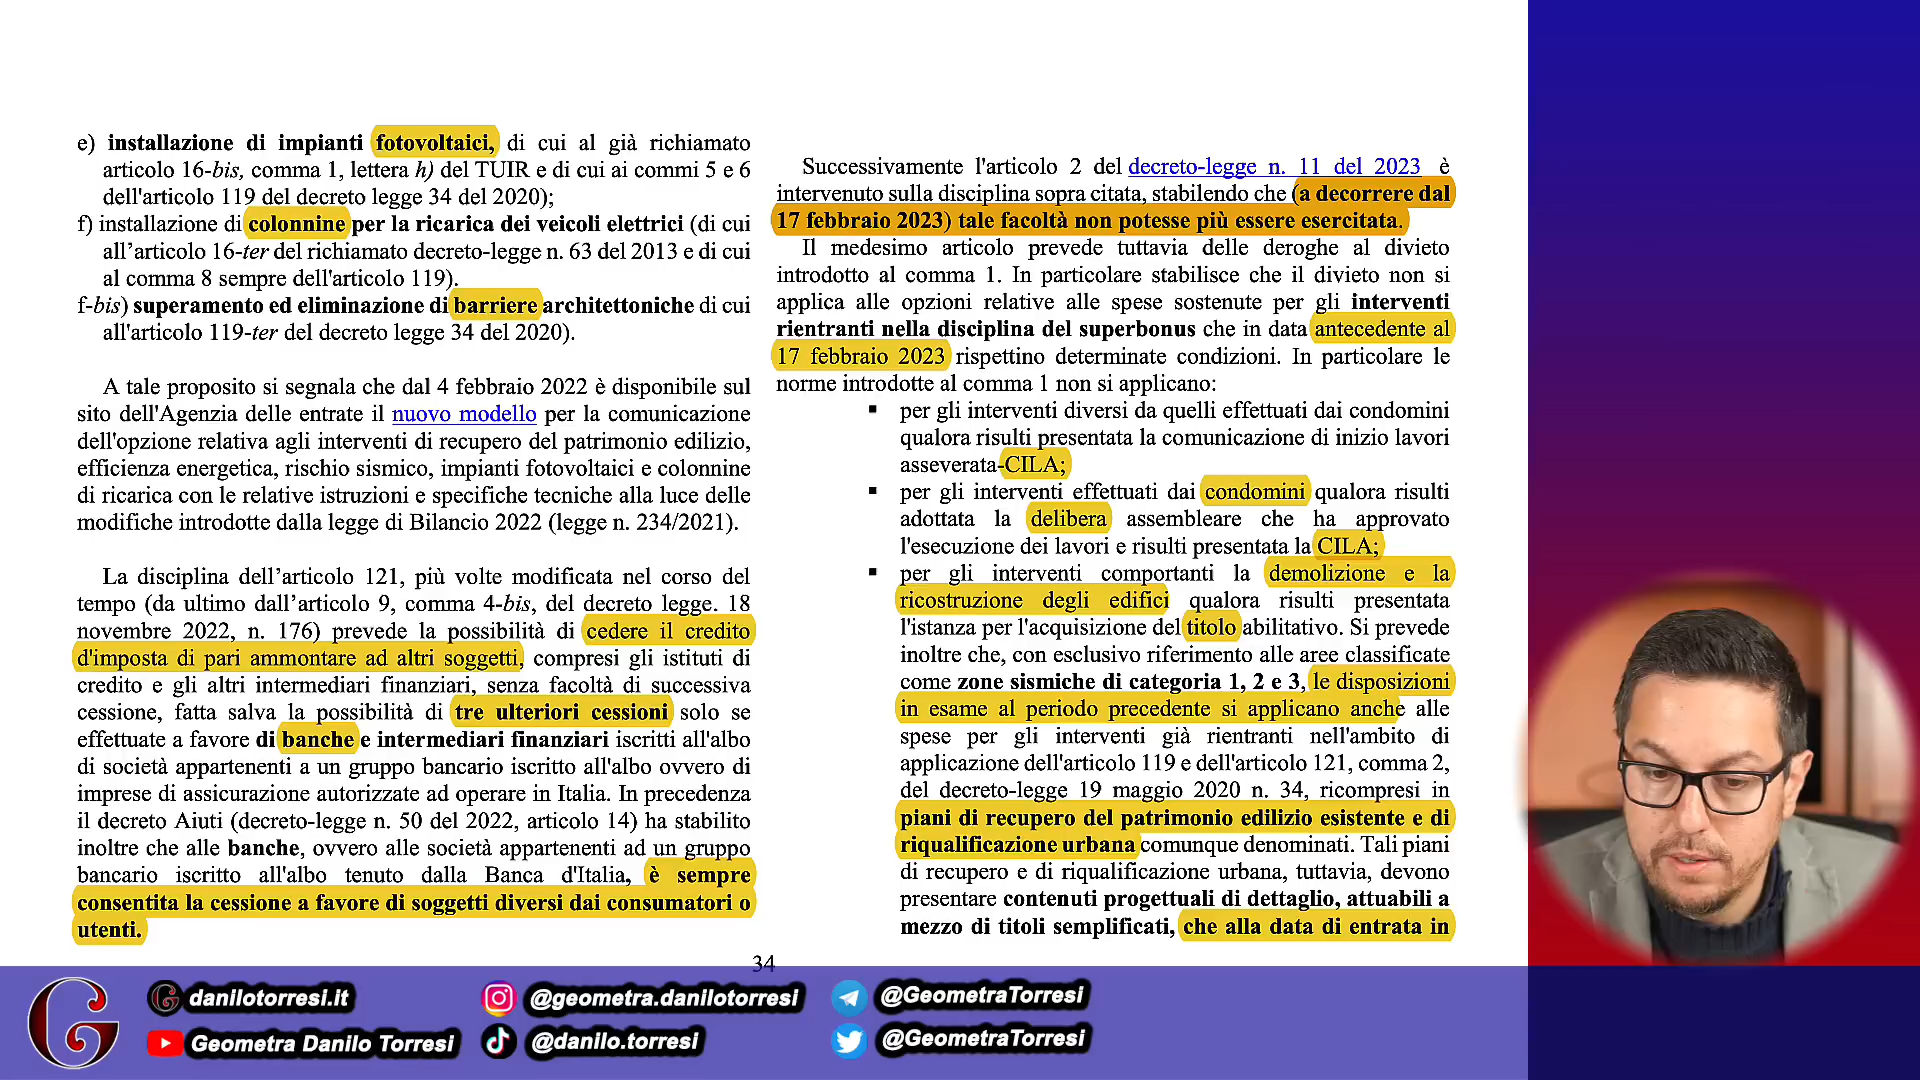 e) installazione di impianti fotovoltaici, di cui al già richiamato
articolo 16-bis, comma 1, lettera h) del TUIR e di cui ai commi 5 e 6
dell'articolo 119 del decreto legge 34 del 2020);
f) installazione di colonnine per la ricarica dei veicoli elettrici (di cui
all’articolo 16-ter del richiamato decreto-legge n. 63 del 2013 e di cui
al comma 8 sempre dell'articolo 119).
f-bis) superamento ed eliminazione di barriere architettoniche di cui
all'articolo 119-ter del decreto legge 34 del 2020).
A tale proposito si segnala che dal 4 febbraio 2022 è disponibile sul
sito dell'Agenzia delle entrate il nuovo modello per la comunicazione
dell'opzione relativa agli interventi di recupero del patrimonio edilizio,
efficienza energetica, rischio sismico, impianti fotovoltaici e colonnine
di ricarica con le relative istruzioni e specifiche tecniche alla luce delle
modifiche introdotte dalla legge di Bilancio 2022 (legge n. 234/2021).
La disciplina dell’articolo 121, più volte modificata nel corso del
tempo (da ultimo dall’articolo 9, comma 4-bis, del decreto legge. 18
novembre 2022, n. 176) prevede la possibilità di cedere il credito
d'imposta di pari ammontare ad altri soggetti, compresi gli istituti di
credito e gli altri intermediari finanziari, senza facoltà di successiva
cessione, fatta salva la possibilità di tre ulteriori cessioni solo se
effettuate a favore di banche e intermediari finanziari iscritti all'albo
di società appartenenti a un gruppo bancario iscritto all'albo ovvero di
imprese di assicurazione autorizzate ad operare in Italia. In precedenza
il decreto Aiuti (decreto-legge n. 50 del 2022, articolo 14) ha stabilito
inoltre che alle banche, ovvero alle società appartenenti ad un gruppo
bancario iscritto all'albo tenuto dalla Banca d'Italia, è sempre
consentita la cessione a favore di soggetti diversi dai consumatori o
utenti.
Successivamente l'articolo 2 del decreto-legge n. 11 del 2023 è
intervenuto sulla disciplina sopra citata, stabilendo che (a decorrere dal
17 febbraio 2023) tale facoltà non potesse più essere esercitata.
Il medesimo articolo prevede tuttavia delle deroghe al divieto
introdotto al comma 1. In particolare stabilisce che il divieto non si
applica alle opzioni relative alle spese sostenute per gli interventi
rientranti nella disciplina del superbonus che in data antecedente al
17 febbraio 2023 rispettino determinate condizioni. In particolare le
norme introdotte al comma 1 non si applicano:
▪ per gli interventi diversi da quelli effettuati dai condomini
qualora risulti presentata la comunicazione di inizio lavori
asseverata-CILA;
▪ per gli interventi effettuati dai condomini qualora risulti
adottata la delibera assembleare che ha approvato
l'esecuzione dei lavori e risulti presentata la CILA;
▪ per gli interventi comportanti la demolizione e la
ricostruzione degli edifici qualora risulti presentata
l'istanza per l'acquisizione del titolo abilitativo. Si prevede
inoltre che, con esclusivo riferimento alle aree classificate
come zone sismiche di categoria 1, 2 e 3, le disposizioni
in esame al periodo precedente si applicano anche alle
spese per gli interventi già rientranti nell'ambito di
applicazione dell'articolo 119 e dell'articolo 121, comma 2,
del decreto-legge 19 maggio 2020 n. 34, ricompresi in
piani di recupero del patrimonio edilizio esistente e di
riqualificazione urbana comunque denominati. Tali piani
di recupero e di riqualificazione urbana, tuttavia, devono
presentare contenuti progettuali di dettaglio, attuabili a
mezzo di titoli semplificati, che alla data di entrata in
34
danilotorresi.it
Geometra Danilo Torresi
@geometra.danilotorresi
@danilo.torresi
@GeometraTorresi
@GeometraTorresi